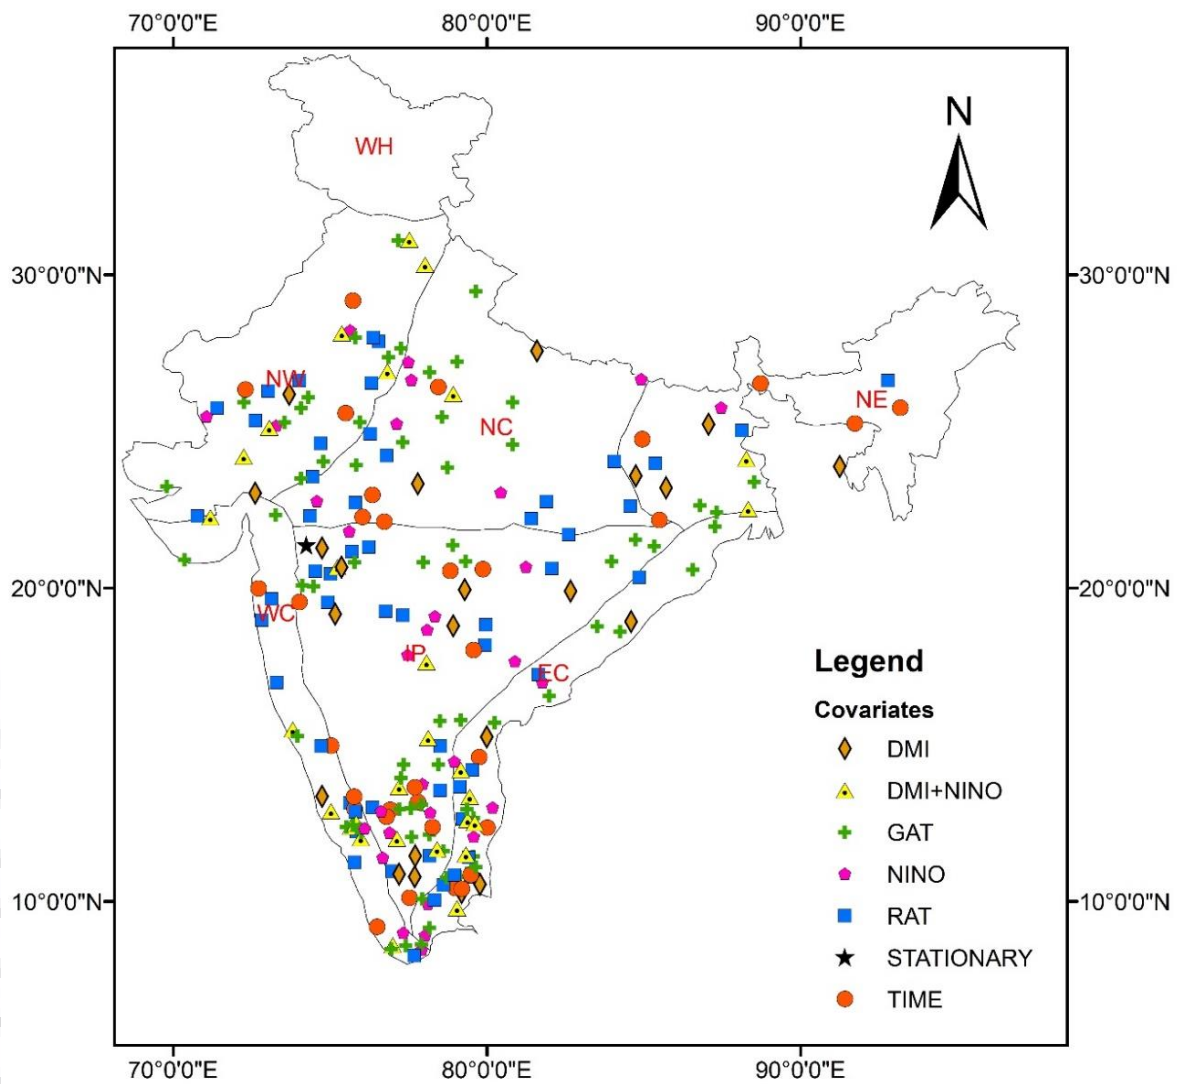 70°0'0"E 80°0'0"E 90°0'0"E
N
WH
30°0'0"N 30°0'0"N
NW
NE
NC
20°0'0"N 20°0'0"N
WC
IP
EC
Legend
Covariates
DMI
DMI+NINO
GAT
NINO
RAT
STATIONARY
TIME
10°0'0"N 10°0'0"N
70°0'0"E 80°0'0"E 90°0'0"E